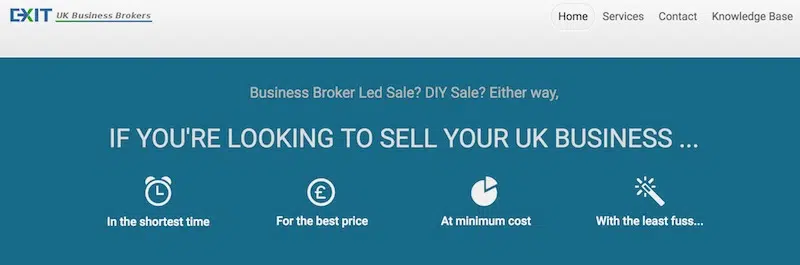 EXIT UK Business Brokers
Home Services Contact Knowledge Base
Business Broker Led Sale? DIY Sale? Either way,
IF YOU'RE LOOKING TO SELL YOUR UK BUSINESS ...
£
In the shortest time
For the best price
At minimum cost
With the least fuss...